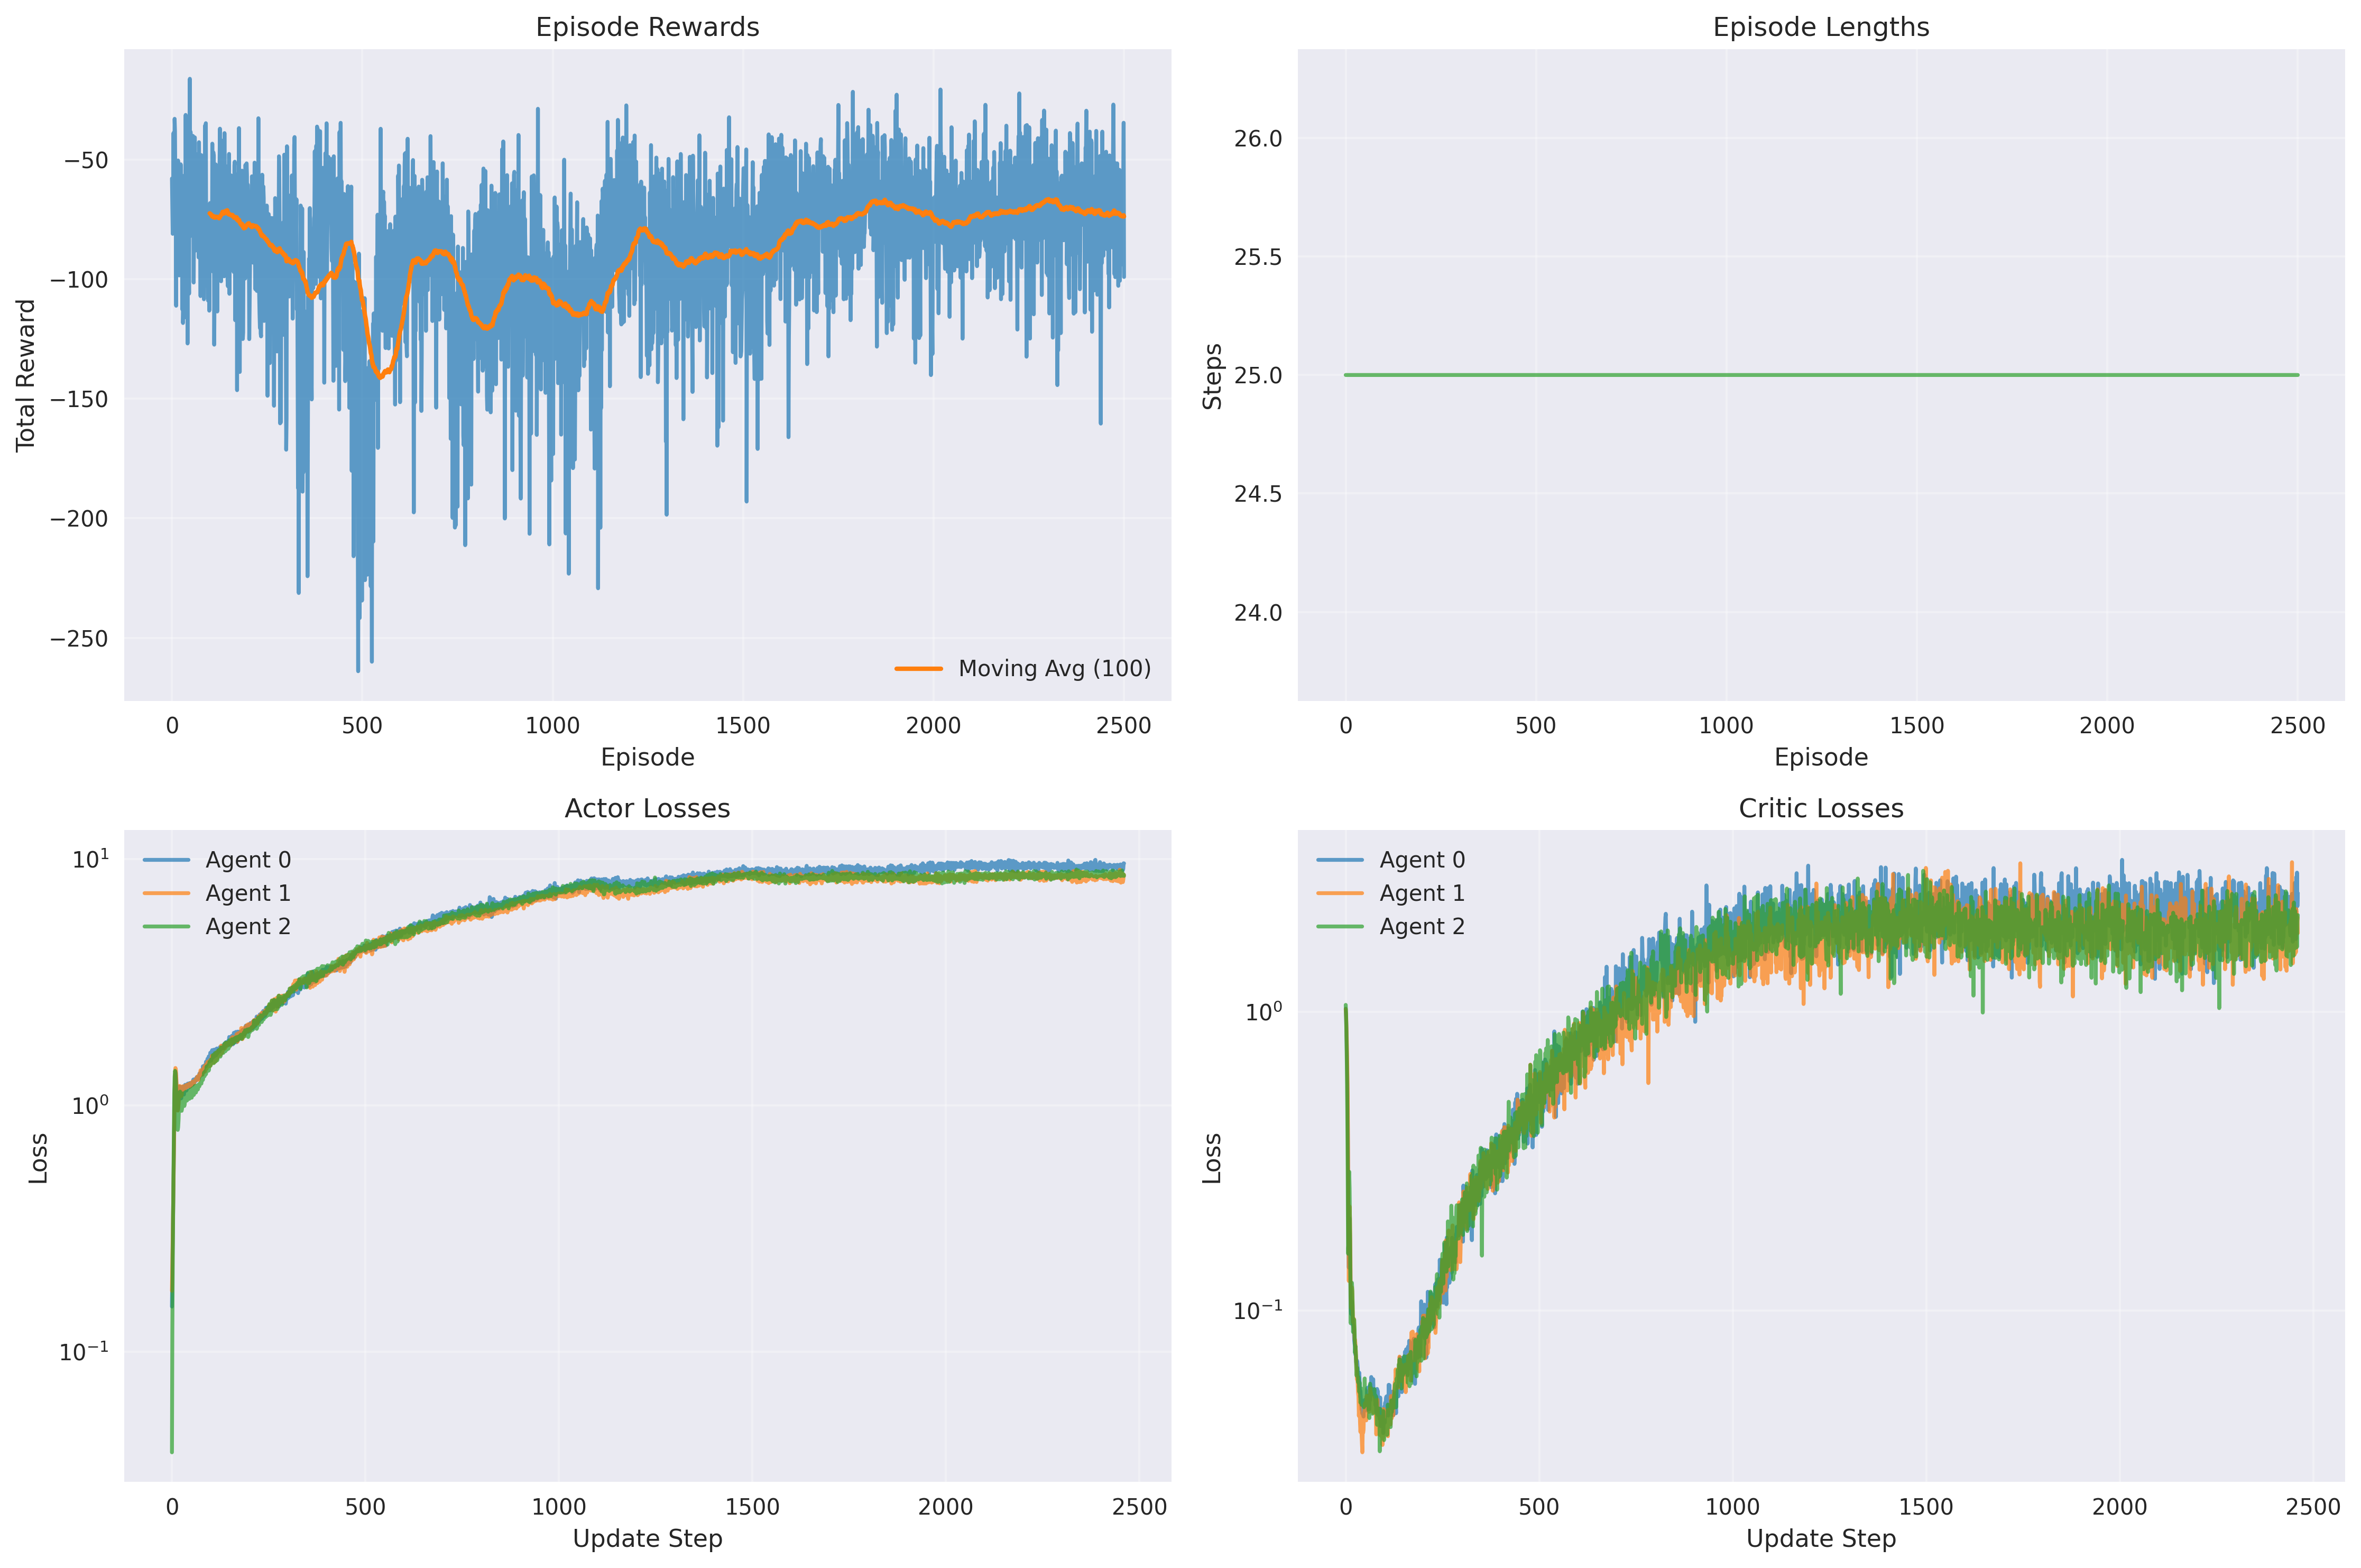 Episode Rewards
Total Reward
−50
−100
−150
−200
−250
Moving Avg (100)
0 500 1000 1500 2000 2500
Episode
Episode Lengths
Steps
26.0
25.5
25.0
24.5
24.0
0 500 1000 1500 2000 2500
Episode
Actor Losses
Loss
10¹
10⁰
10⁻¹
Agent 0
Agent 1
Agent 2
0 500 1000 1500 2000 2500
Update Step
Critic Losses
Loss
10⁰
10⁻¹
Agent 0
Agent 1
Agent 2
0 500 1000 1500 2000 2500
Update Step